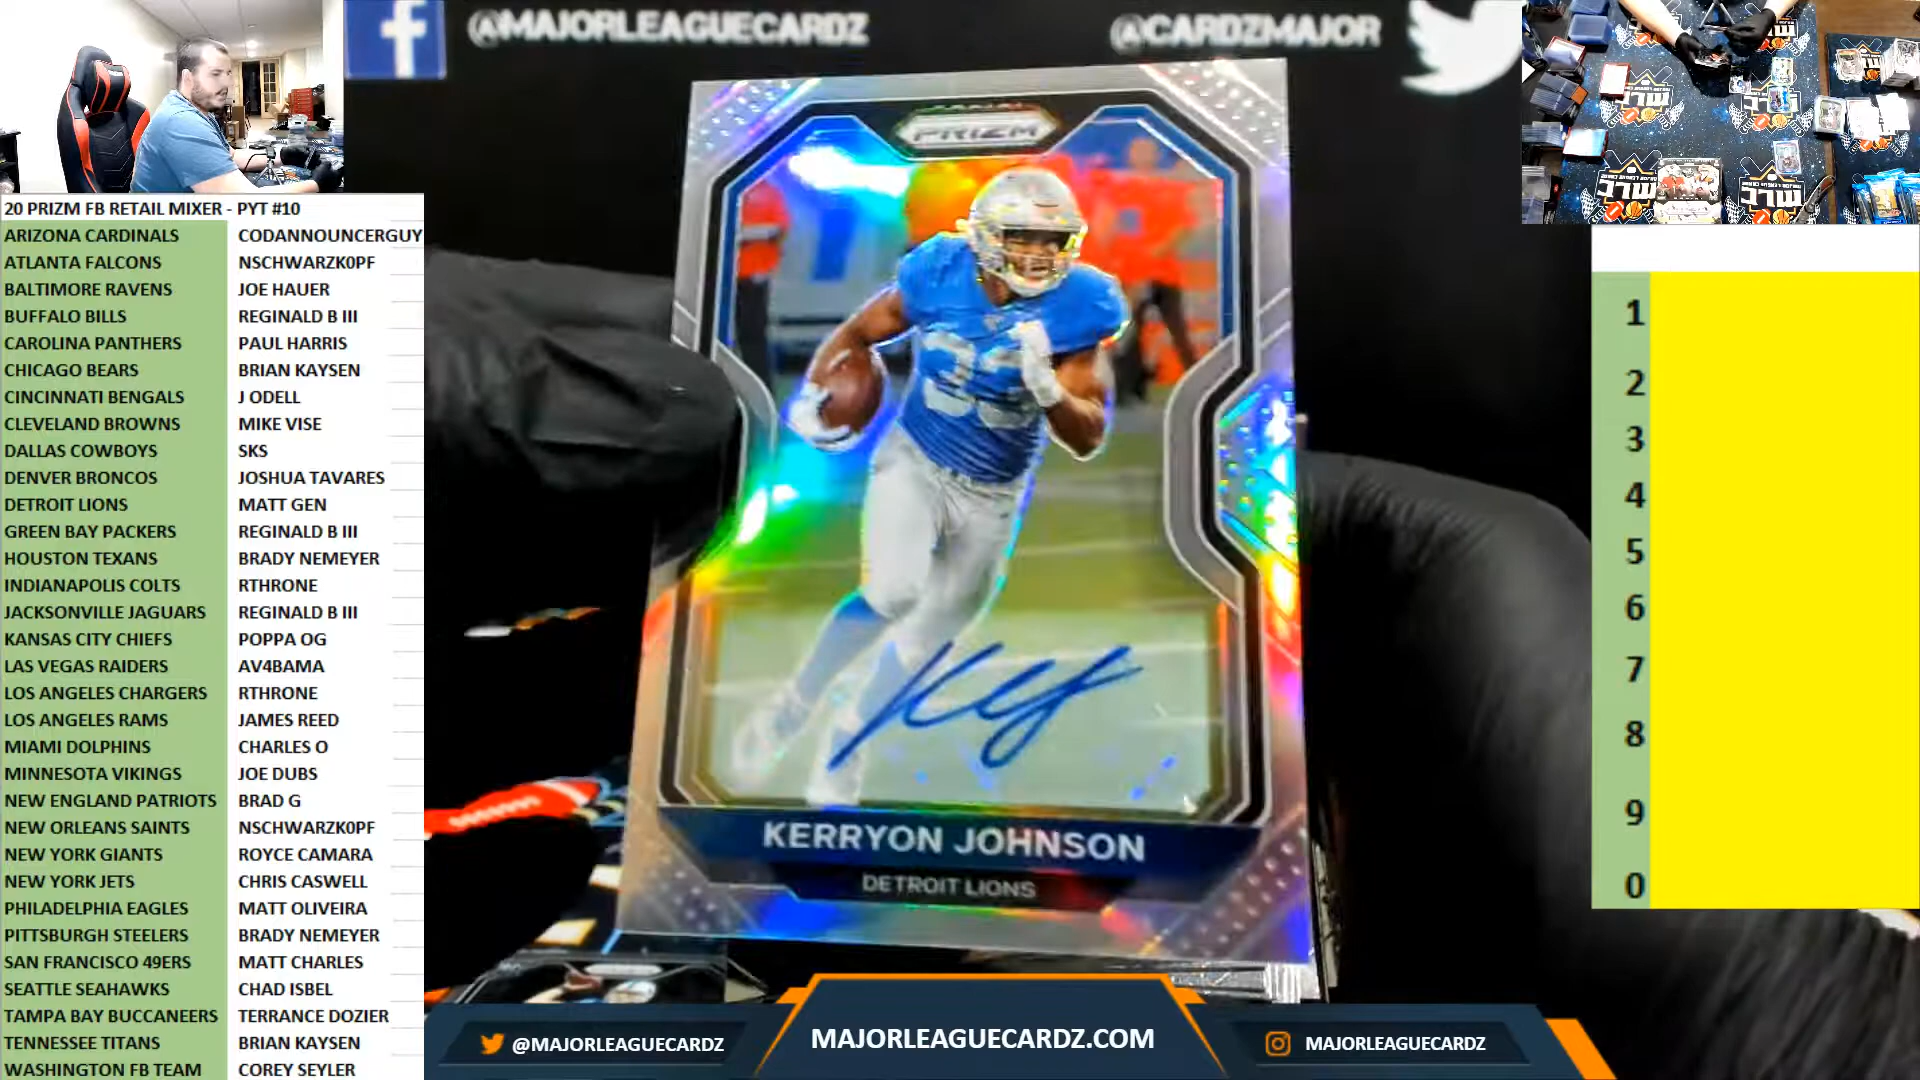 @MAJORLEAGUECARDZ
@CARDZMAJOR
20 PRIZM FB RETAIL MIXER - PYT #10
ARIZONA CARDINALS CODANNOUNCERGUY
ATLANTA FALCONS NSCHWARZK0PF
BALTIMORE RAVENS JOE HAUER
BUFFALO BILLS REGINALD B III
CAROLINA PANTHERS PAUL HARRIS
CHICAGO BEARS BRIAN KAYSEN
CINCINNATI BENGALS J ODELL
CLEVELAND BROWNS MIKE VISE
DALLAS COWBOYS SKS
DENVER BRONCOS JOSHUA TAVARES
DETROIT LIONS MATT GEN
GREEN BAY PACKERS REGINALD B III
HOUSTON TEXANS BRADY NEMEYER
INDIANAPOLIS COLTS RTHRONE
JACKSONVILLE JAGUARS REGINALD B III
KANSAS CITY CHIEFS POPPA OG
LAS VEGAS RAIDERS AV4BAMA
LOS ANGELES CHARGERS RTHRONE
LOS ANGELES RAMS JAMES REED
MIAMI DOLPHINS CHARLES O
MINNESOTA VIKINGS JOE DUBS
NEW ENGLAND PATRIOTS BRAD G
NEW ORLEANS SAINTS NSCHWARZK0PF
NEW YORK GIANTS ROYCE CAMARA
NEW YORK JETS CHRIS CASWELL
PHILADELPHIA EAGLES MATT OLIVEIRA
PITTSBURGH STEELERS BRADY NEMEYER
SAN FRANCISCO 49ERS MATT CHARLES
SEATTLE SEAHAWKS CHAD ISBEL
TAMPA BAY BUCCANEERS TERRANCE DOZIER
TENNESSEE TITANS BRIAN KAYSEN
WASHINGTON FB TEAM COREY SEYLER
PRIZM
33
KERRYON JOHNSON
DETROIT LIONS
@MAJORLEAGUECARDZ
MAJORLEAGUECARDZ.COM
MAJORLEAGUECARDZ
MLC
MLC
MLC
MLC
1
2
3
4
5
6
7
8
9
0